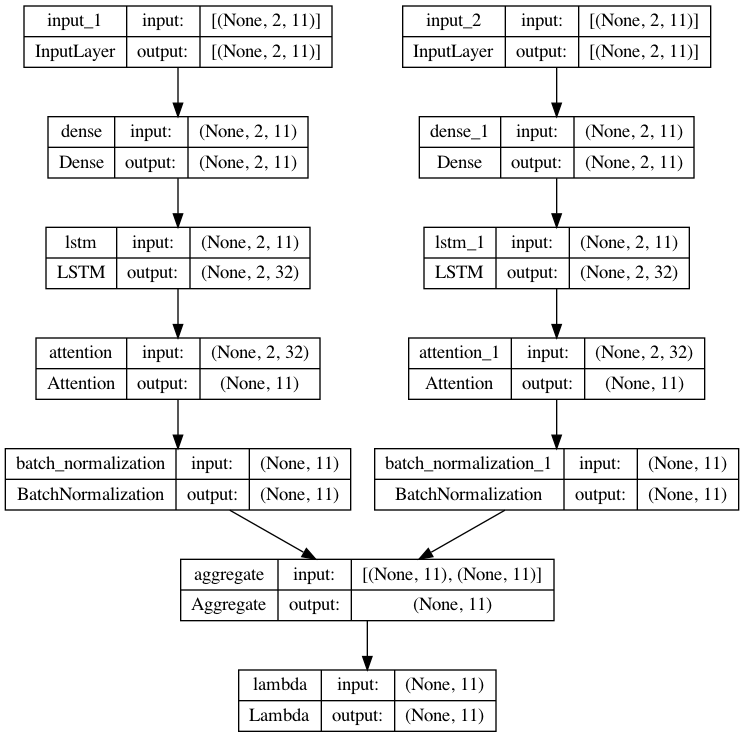 input_1 input: [(None, 2, 11)]
InputLayer output: [(None, 2, 11)]
input_2 input: [(None, 2, 11)]
InputLayer output: [(None, 2, 11)]
dense input: (None, 2, 11)
Dense output: (None, 2, 11)
dense_1 input: (None, 2, 11)
Dense output: (None, 2, 11)
lstm input: (None, 2, 11)
LSTM output: (None, 2, 32)
lstm_1 input: (None, 2, 11)
LSTM output: (None, 2, 32)
attention input: (None, 2, 32)
Attention output: (None, 11)
attention_1 input: (None, 2, 32)
Attention output: (None, 11)
batch_normalization input: (None, 11)
BatchNormalization output: (None, 11)
batch_normalization_1 input: (None, 11)
BatchNormalization output: (None, 11)
aggregate input: [(None, 11), (None, 11)]
Aggregate output: (None, 11)
lambda input: (None, 11)
Lambda output: (None, 11)